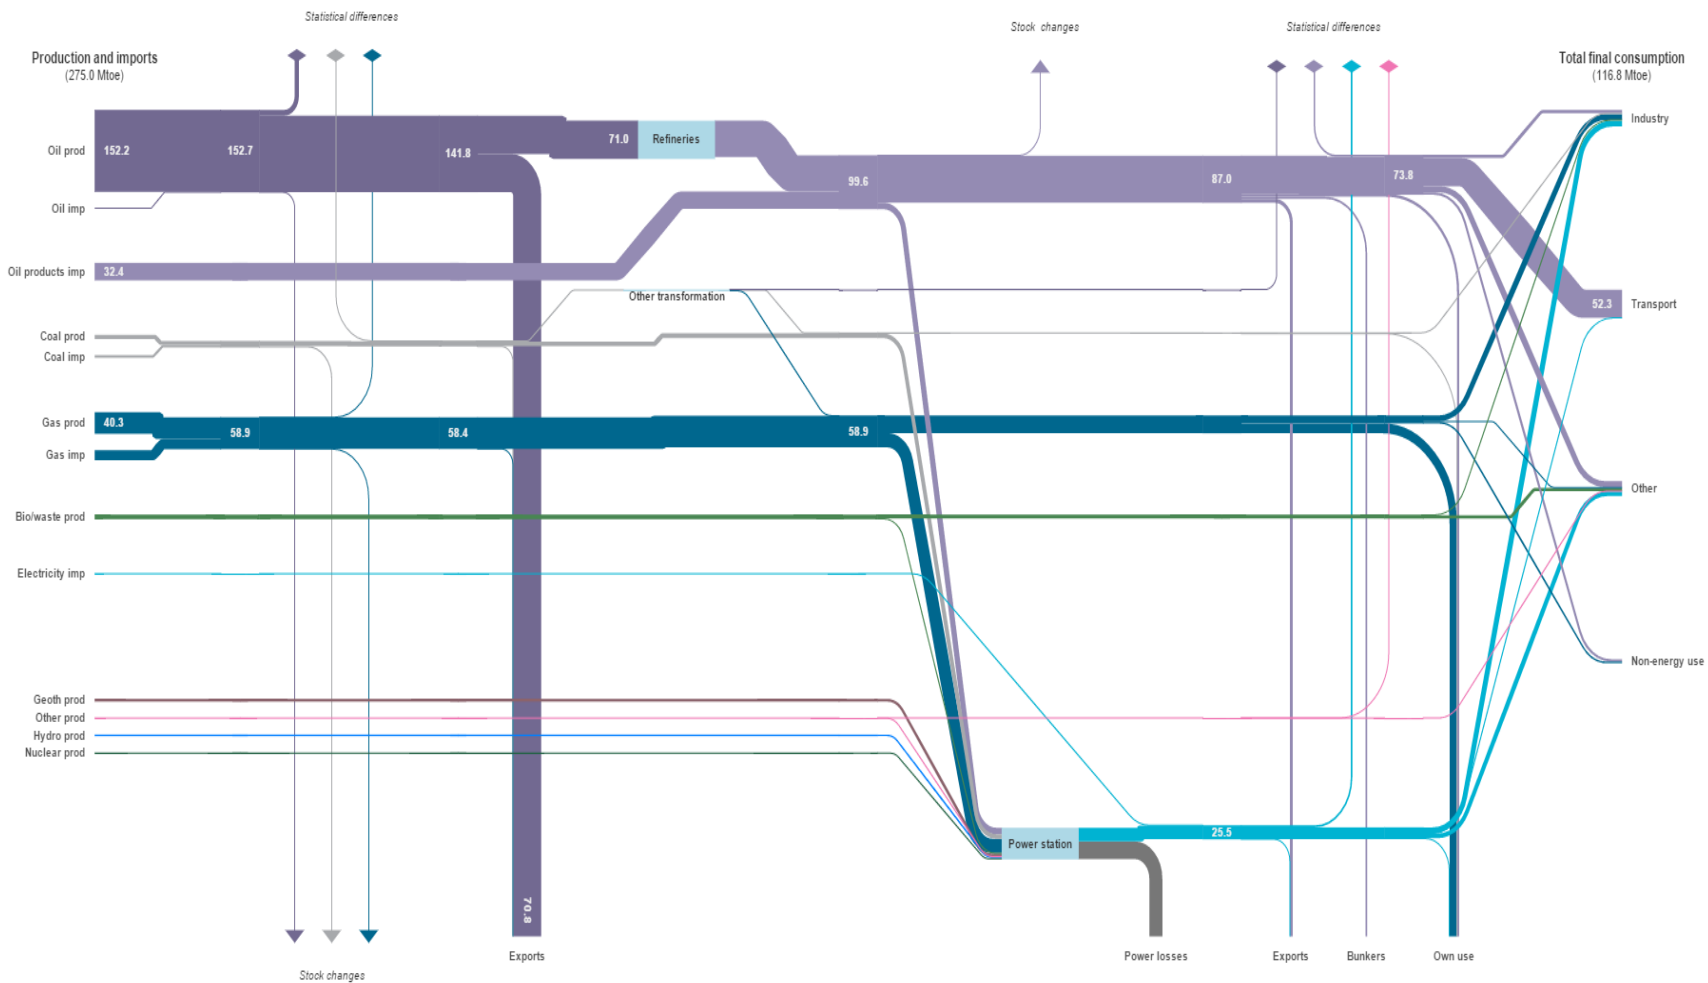 Statistical differences
Stock changes
Statistical differences
Production and imports
(275.0 Mtoe)
Total final consumption
(116.8 Mtoe)
Industry
Oil prod
152.2
152.7
141.8
71.0
Refineries
99.6
87.0
73.8
Oil imp
Oil products imp
32.4
Other transformation
52.3
Transport
Coal prod
Coal imp
Gas prod
40.3
58.9
58.4
58.9
Gas imp
Other
Bio/waste prod
Electricity imp
Non-energy use
Geoth prod
Other prod
Hydro prod
Nuclear prod
25.5
Power station
70.8
Exports
Power losses
Exports
Bunkers
Own use
Stock changes